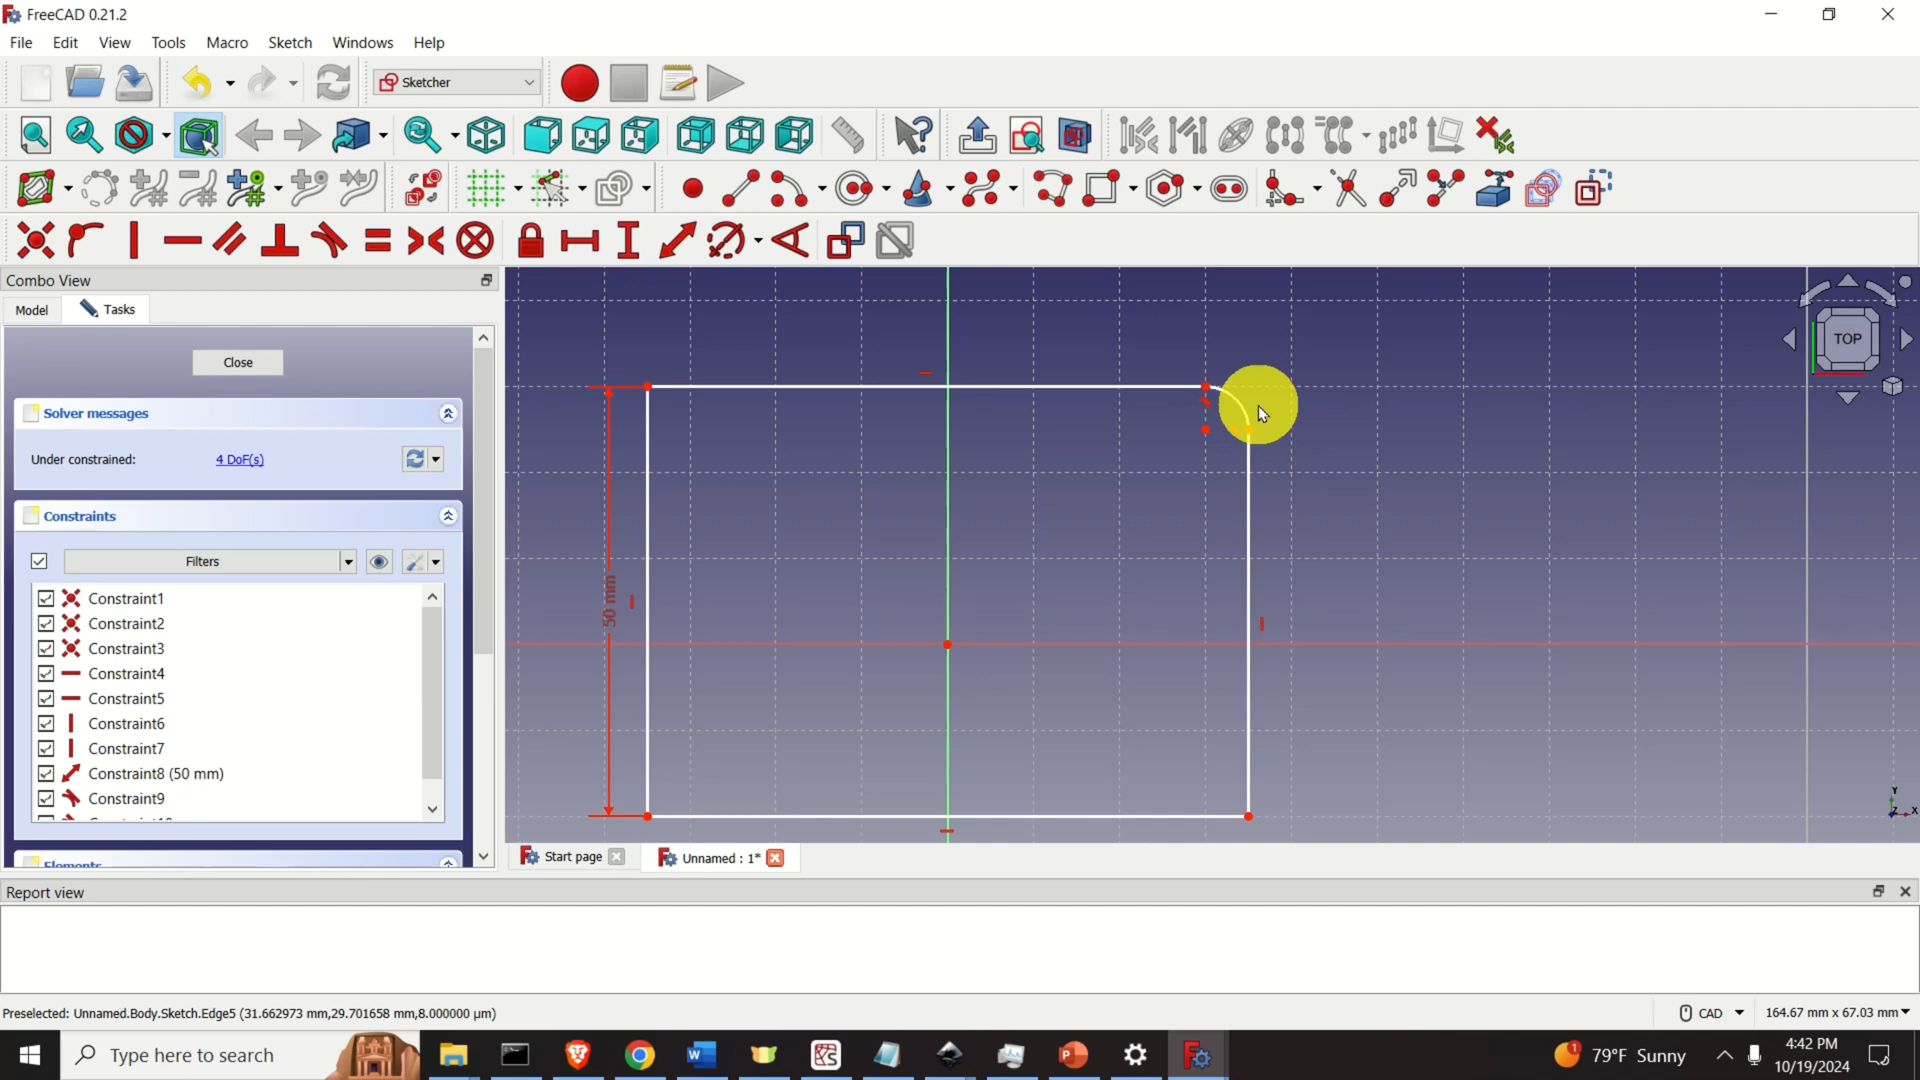 FreeCAD 0.21.2
File Edit View Tools Macro Sketch Windows Help
Sketcher
Combo View
Model Tasks
Close
Solver messages
Under constrained: 4 DoF(s)
Constraints
Filters
Constraint1
Constraint2
Constraint3
Constraint4
Constraint5
Constraint6
Constraint7
Constraint8 (50 mm)
Constraint9
Elements
50 mm
TOP
Y
Z X
Start page Unnamed : 1*
Report view
Preselected: Unnamed.Body.Sketch.Edge5 (31.662973 mm,29.701658 mm,8.000000 µm)
CAD 164.67 mm x 67.03 mm
Type here to search
79°F Sunny
4:42 PM
10/19/2024